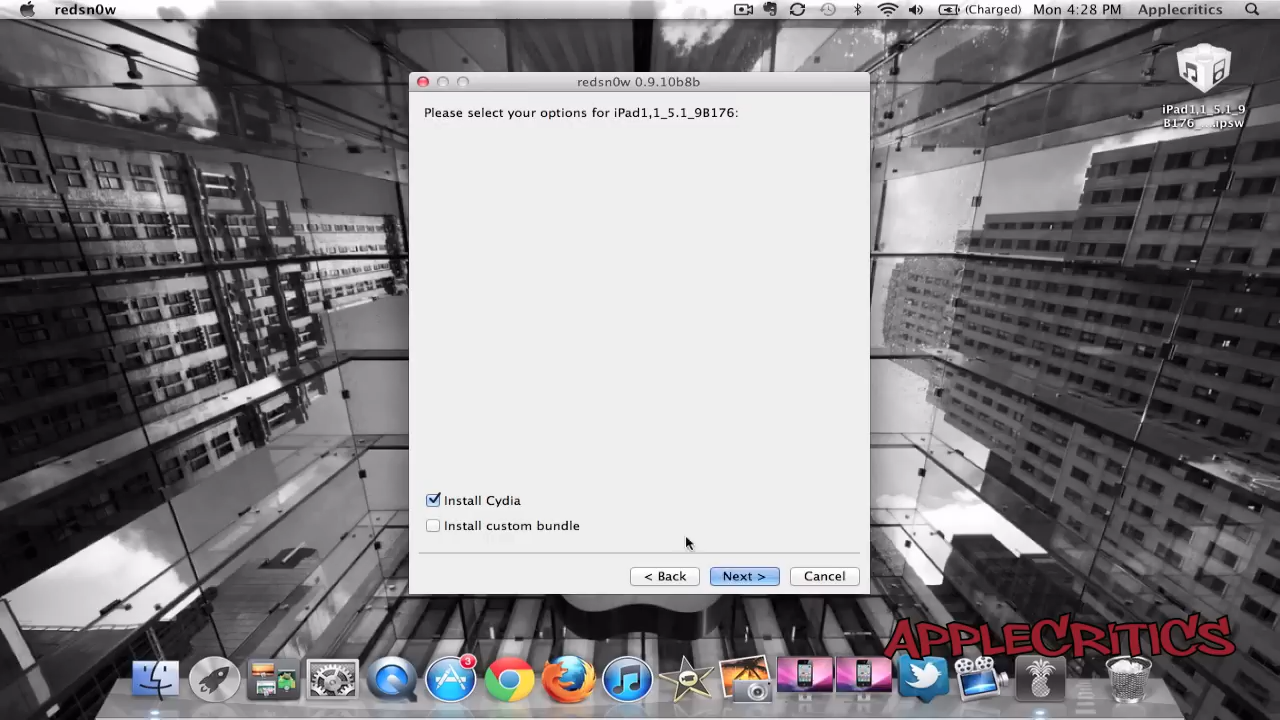 redsn0w
(Charged)
Mon 4:28 PM
Applecritics
redsn0w 0.9.10b8b
Please select your options for iPad1,1_5.1_9B176:
iPad1,1_5.1_9
B176_...ipsw
Install Cydia
Install custom bundle
< Back
Next >
Cancel
APPLECRITICS
3